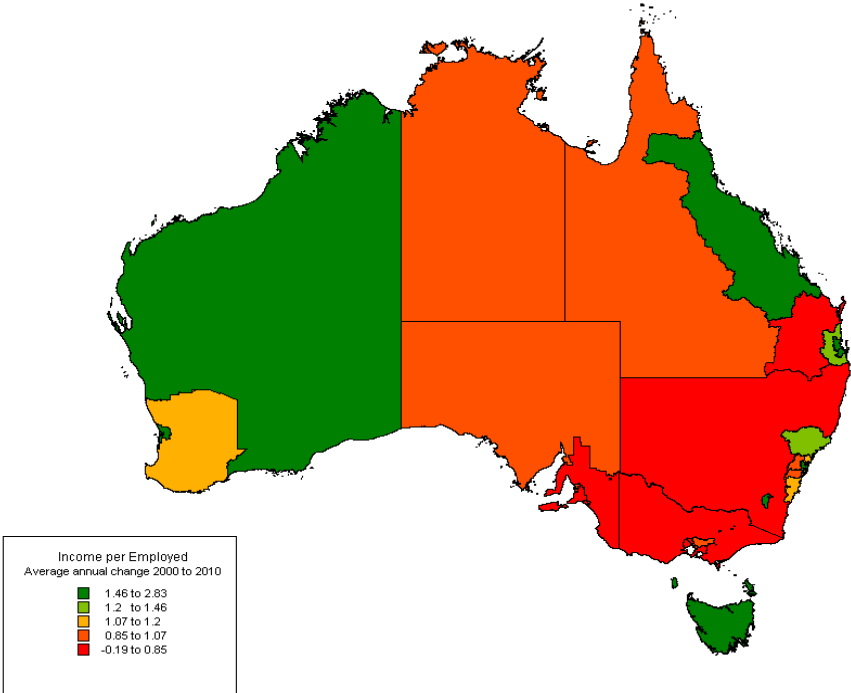 Income per Employed
Average annual change 2000 to 2010
1.46 to 2.83
1.2 to 1.46
1.07 to 1.2
0.85 to 1.07
-0.19 to 0.85